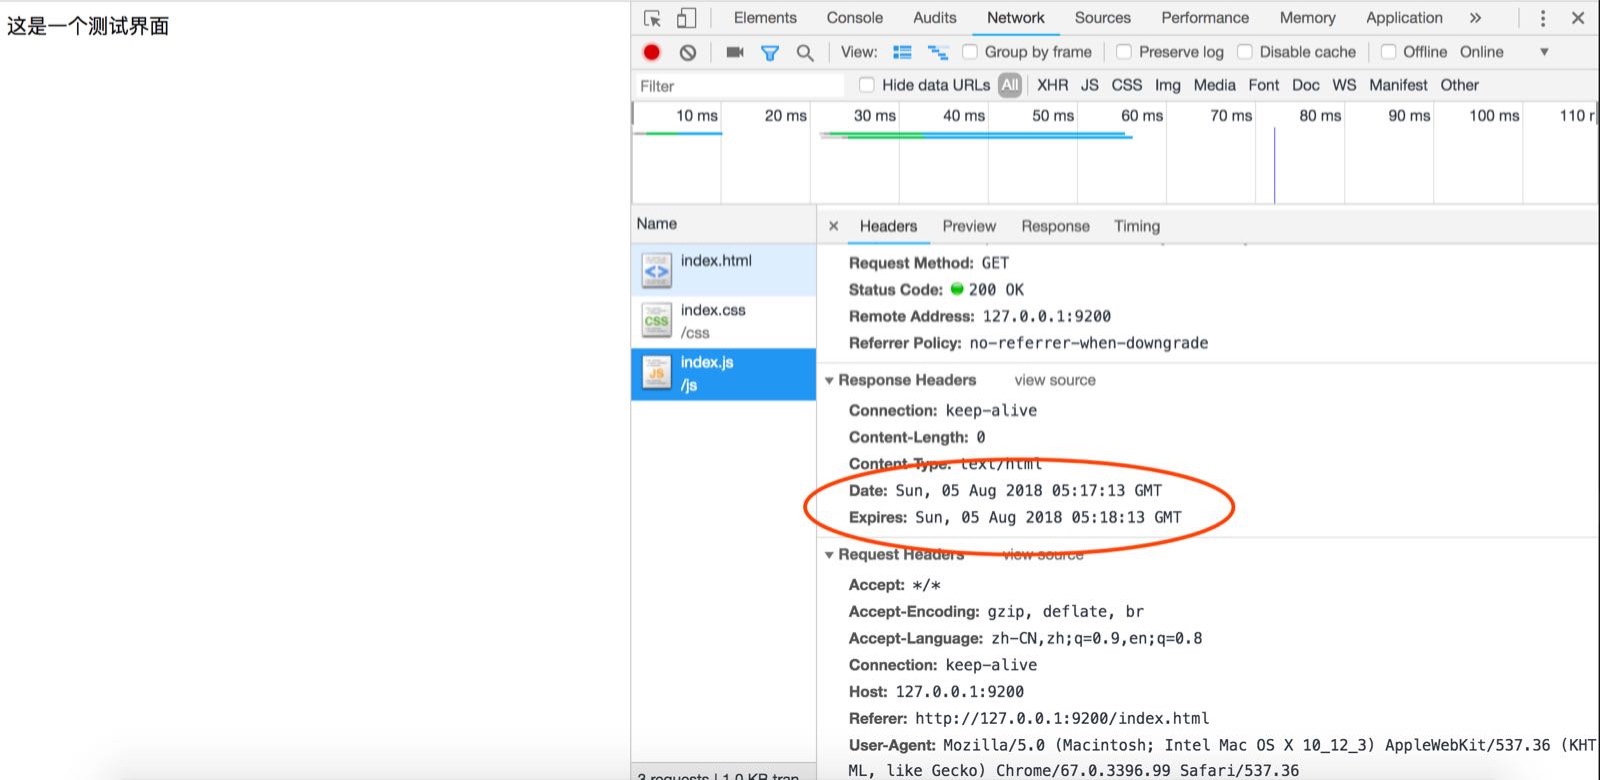 这是一个测试界面
Elements Console Audits Network Sources Performance Memory Application »
View: Group by frame Preserve log Disable cache Offline Online ▼
Filter Hide data URLs All XHR JS CSS Img Media Font Doc WS Manifest Other
10 ms 20 ms 30 ms 40 ms 50 ms 60 ms 70 ms 80 ms 90 ms 100 ms 110 r
Name
<> index.html
CSS index.css
/css
JS index.js
/js
× Headers Preview Response Timing
Request Method: GET
Status Code: 200 OK
Remote Address: 127.0.0.1:9200
Referrer Policy: no-referrer-when-downgrade
▼ Response Headers view source
Connection: keep-alive
Content-Length: 0
Content-Type: text/html
Date: Sun, 05 Aug 2018 05:17:13 GMT
Expires: Sun, 05 Aug 2018 05:18:13 GMT
▼ Request Headers view source
Accept: */*
Accept-Encoding: gzip, deflate, br
Accept-Language: zh-CN,zh;q=0.9,en;q=0.8
Connection: keep-alive
Host: 127.0.0.1:9200
Referer: http://127.0.0.1:9200/index.html
User-Agent: Mozilla/5.0 (Macintosh; Intel Mac OS X 10_12_3) AppleWebKit/537.36 (KHT
ML, like Gecko) Chrome/67.0.3396.99 Safari/537.36
3 requests | 1.0 KB tran